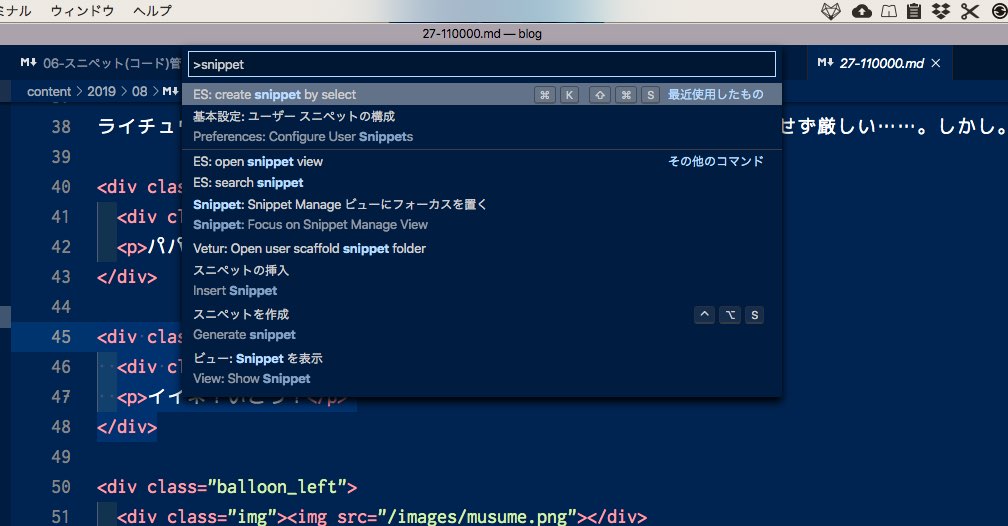 ミナル ウィンドウ ヘルプ
27-110000.md — blog
M↓ 06-スニペット(コード)管
M↓ 27-110000.md ×
content > 2019 > 08 > M↓
>snippet
ES: create snippet by select ⌘ K ⇧ ⌘ S 最近使用したもの
基本設定: ユーザー スニペットの構成
Preferences: Configure User Snippets
ES: open snippet view その他のコマンド
ES: search snippet
Snippet: Snippet Manage ビューにフォーカスを置く
Snippet: Focus on Snippet Manage View
Vetur: Open user scaffold snippet folder
スニペットの挿入
Insert Snippet
スニペットを作成 ^ ⌥ S
Generate snippet
ビュー: Snippet を表示
View: Show Snippet
38 ライチュウ せず厳しい……。しかし。
39
40 <div clas
41 <div cl
42 <p>パパ
43 </div>
44
45 <div clas
46 <div cl
47 <p>イイネ！いこう！</p>
48 </div>
49
50 <div class="balloon_left">
51 <div class="img"><img src="/images/musume.png"></div>